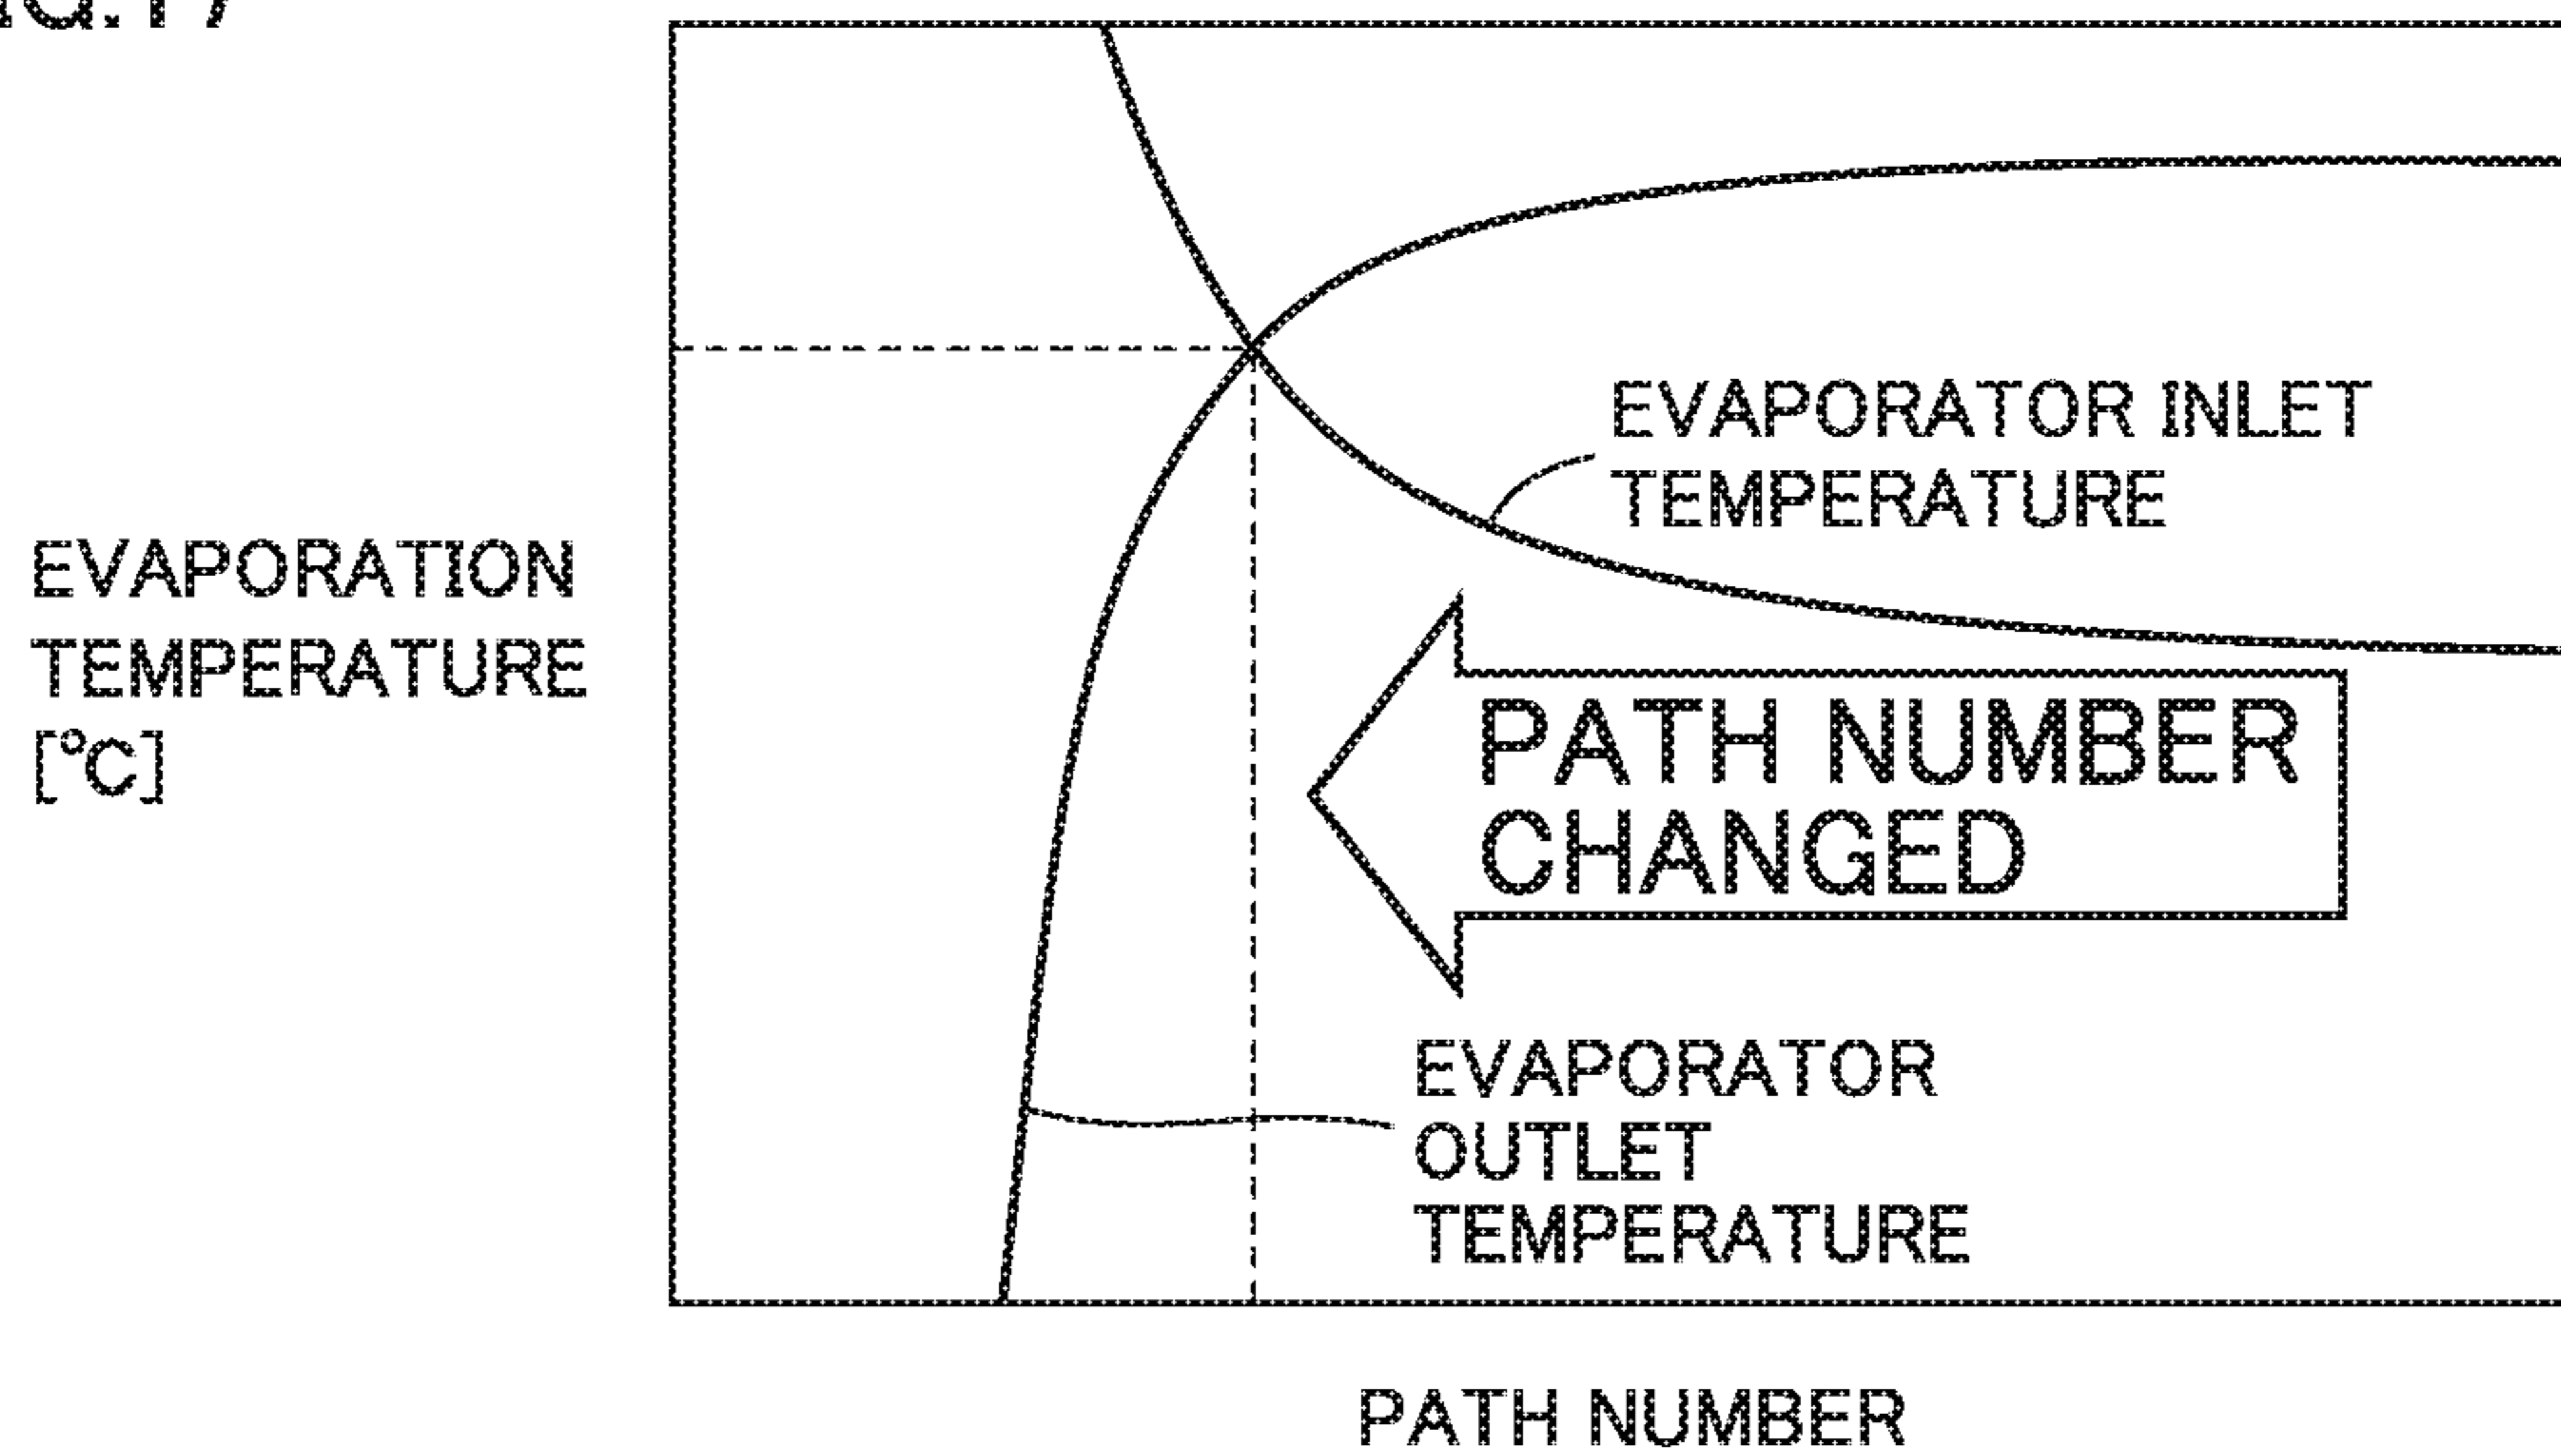 EVAPORATION
TEMPERATURE
[°C]
EVAPORATOR INLET
TEMPERATURE
PATH NUMBER
CHANGED
EVAPORATOR
OUTLET
TEMPERATURE
PATH NUMBER